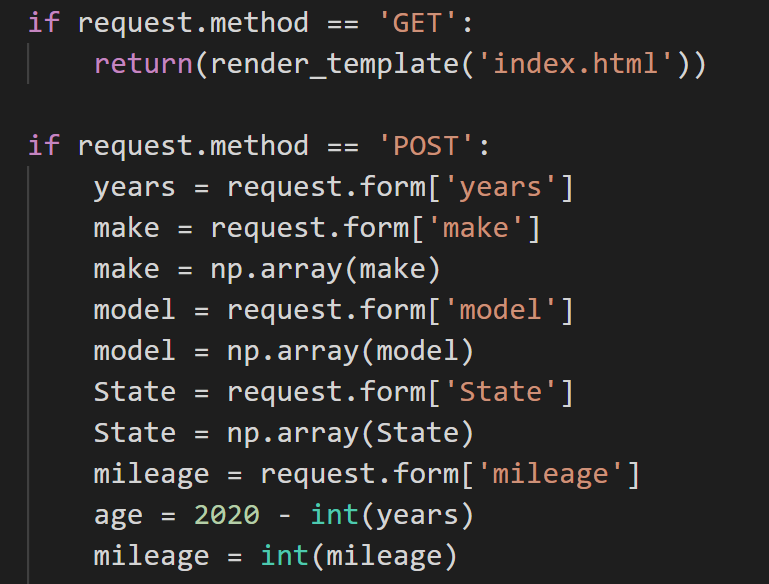 if request.method == 'GET':
    return(render_template('index.html'))
if request.method == 'POST':
    years = request.form['years']
    make = request.form['make']
    make = np.array(make)
    model = request.form['model']
    model = np.array(model)
    State = request.form['State']
    State = np.array(State)
    mileage = request.form['mileage']
    age = 2020 - int(years)
    mileage = int(mileage)